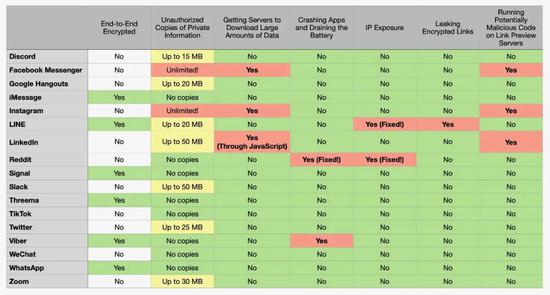 End-to-End Encrypted | Unauthorized Copies of Private Information | Getting Servers to Download Large Amounts of Data | Crashing Apps and Draining the Battery | IP Exposure | Leaking Encrypted Links | Running Potentially Malicious Code on Link Preview Servers
Discord | No | Up to 15 MB | No | No | No | No | No
Facebook Messenger | No | Unlimited! | Yes | No | No | No | Yes
Google Hangouts | No | Up to 20 MB | No | No | No | No | No
iMessage | Yes | No copies | No | No | No | No | No
Instagram | No | Unlimited! | Yes | No | No | No | Yes
LINE | Yes | Up to 20 MB | No | No | Yes (Fixed!) | Yes | No
LinkedIn | No | Up to 50 MB | Yes (Through JavaScript) | No | No | No | Yes
Reddit | No | No copies | No | Yes (Fixed!) | Yes (Fixed!) | No | No
Signal | Yes | No copies | No | No | No | No | No
Slack | No | Up to 50 MB | No | No | No | No | No
Threema | Yes | No copies | No | No | No | No | No
TikTok | No | No copies | No | No | No | No | No
Twitter | No | Up to 25 MB | No | No | No | No | No
Viber | Yes | No copies | No | Yes | No | No | No
WeChat | No | No copies | No | No | No | No | No
WhatsApp | Yes | No copies | No | No | No | No | No
Zoom | No | Up to 30 MB | No | No | No | No | No